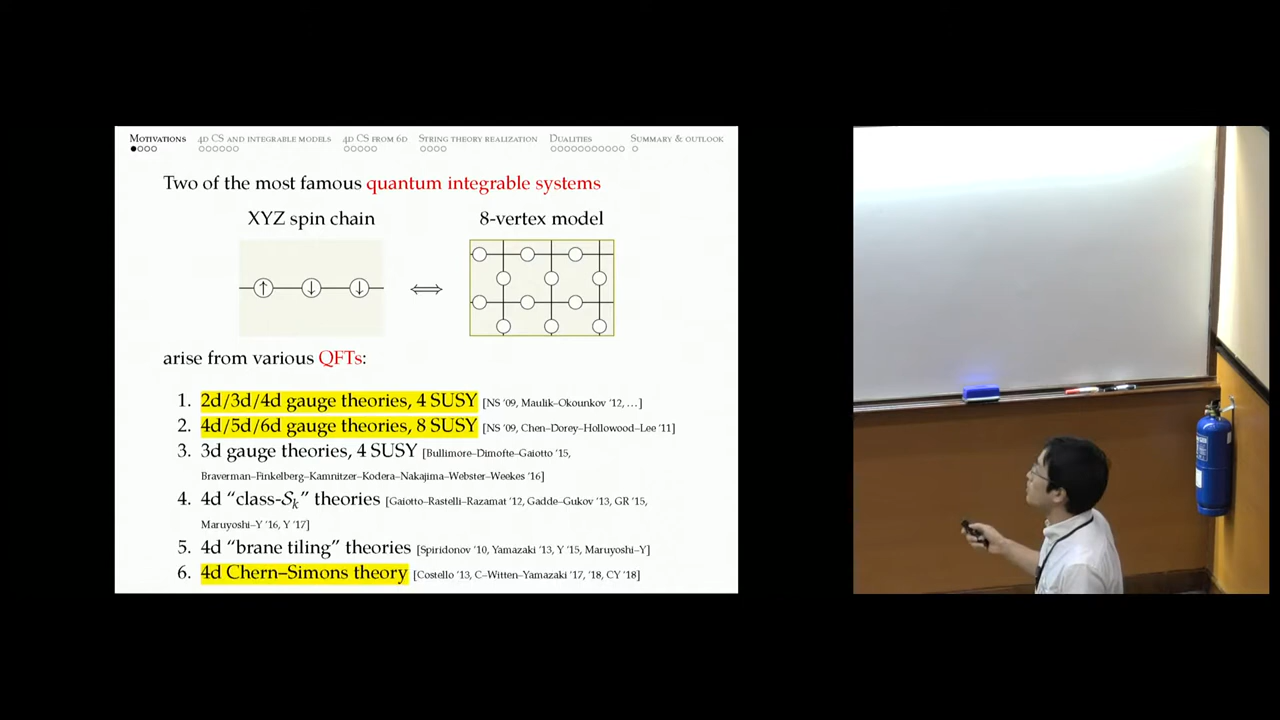 MOTIVATIONS 4D CS AND INTEGRABLE MODELS 4D CS FROM 6D STRING THEORY REALIZATION DUALITIES SUMMARY & OUTLOOK
Two of the most famous quantum integrable systems
XYZ spin chain 8-vertex model
↑ ↓ ↓ ⟺
arise from various QFTs:
1. 2d/3d/4d gauge theories, 4 SUSY [NS ’09, Maulik–Okounkov ’12, …]
2. 4d/5d/6d gauge theories, 8 SUSY [NS ’09, Chen–Dorey–Hollowood–Lee ’11]
3. 3d gauge theories, 4 SUSY [Bullimore–Dimofte–Gaiotto ’15,
Braverman–Finkelberg–Kamnitzer–Kodera–Nakajima–Webster–Weekes ’16]
4. 4d “class-𝒮ₖ” theories [Gaiotto–Rastelli–Razamat ’12, Gadde–Gukov ’13, GR ’15,
Maruyoshi–Y ’16, Y ’17]
5. 4d “brane tiling” theories [Spiridonov ’10, Yamazaki ’13, Y ’15, Maruyoshi–Y]
6. 4d Chern–Simons theory [Costello ’13, C–Witten–Yamazaki ’17, ’18, CY ’18]